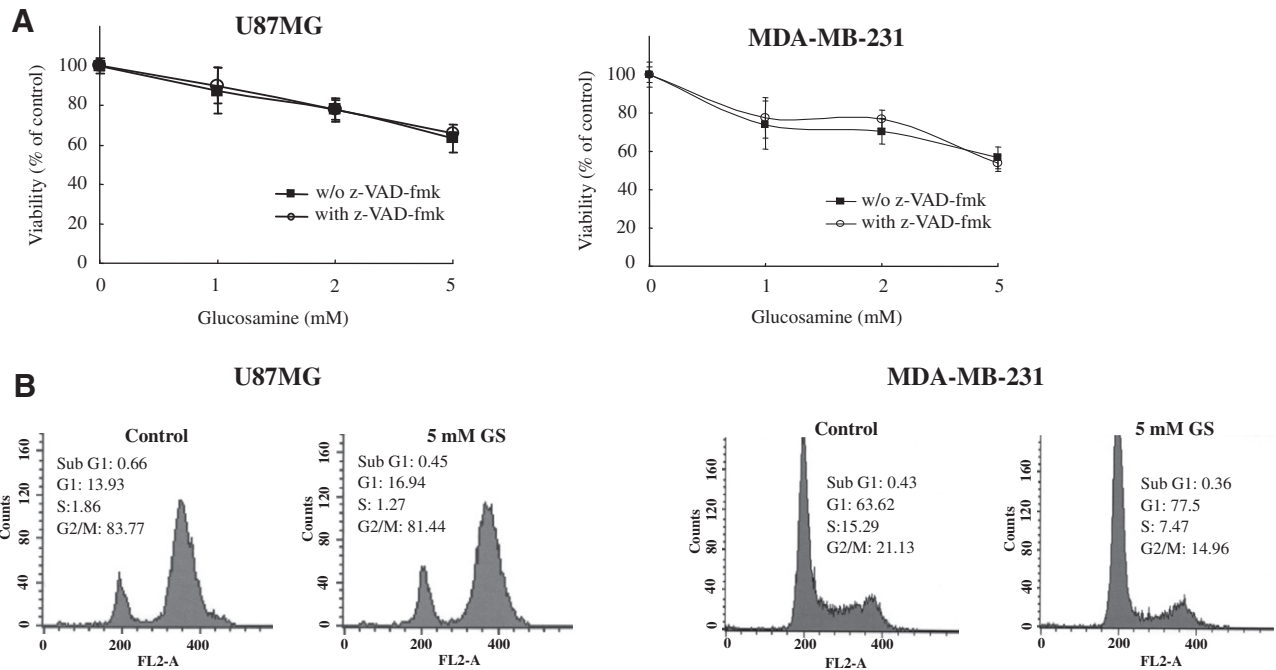 A
U87MG
MDA-MB-231
Viability (% of control)
100
80
60
40
20
0
w/o z-VAD-fmk
with z-VAD-fmk
0 1 2 5
Glucosamine (mM)
Viability (% of control)
100
80
60
40
20
0
w/o z-VAD-fmk
with z-VAD-fmk
0 1 2 5
Glucosamine (mM)
B
U87MG
MDA-MB-231
Control
Sub G1: 0.66
G1: 13.93
S:1.86
G2/M: 83.77
Counts
160
120
80
40
0
0 200 400
FL2-A
5 mM GS
Sub G1: 0.45
G1: 16.94
S: 1.27
G2/M: 81.44
Counts
160
120
80
40
0
0 200 400
FL2-A
Control
Sub G1: 0.43
G1: 63.62
S:15.29
G2/M: 21.13
Counts
160
120
80
40
0
0 200 400
FL2-A
5 mM GS
Sub G1: 0.36
G1: 77.5
S: 7.47
G2/M: 14.96
Counts
160
120
80
40
0
0 200 400
FL2-A